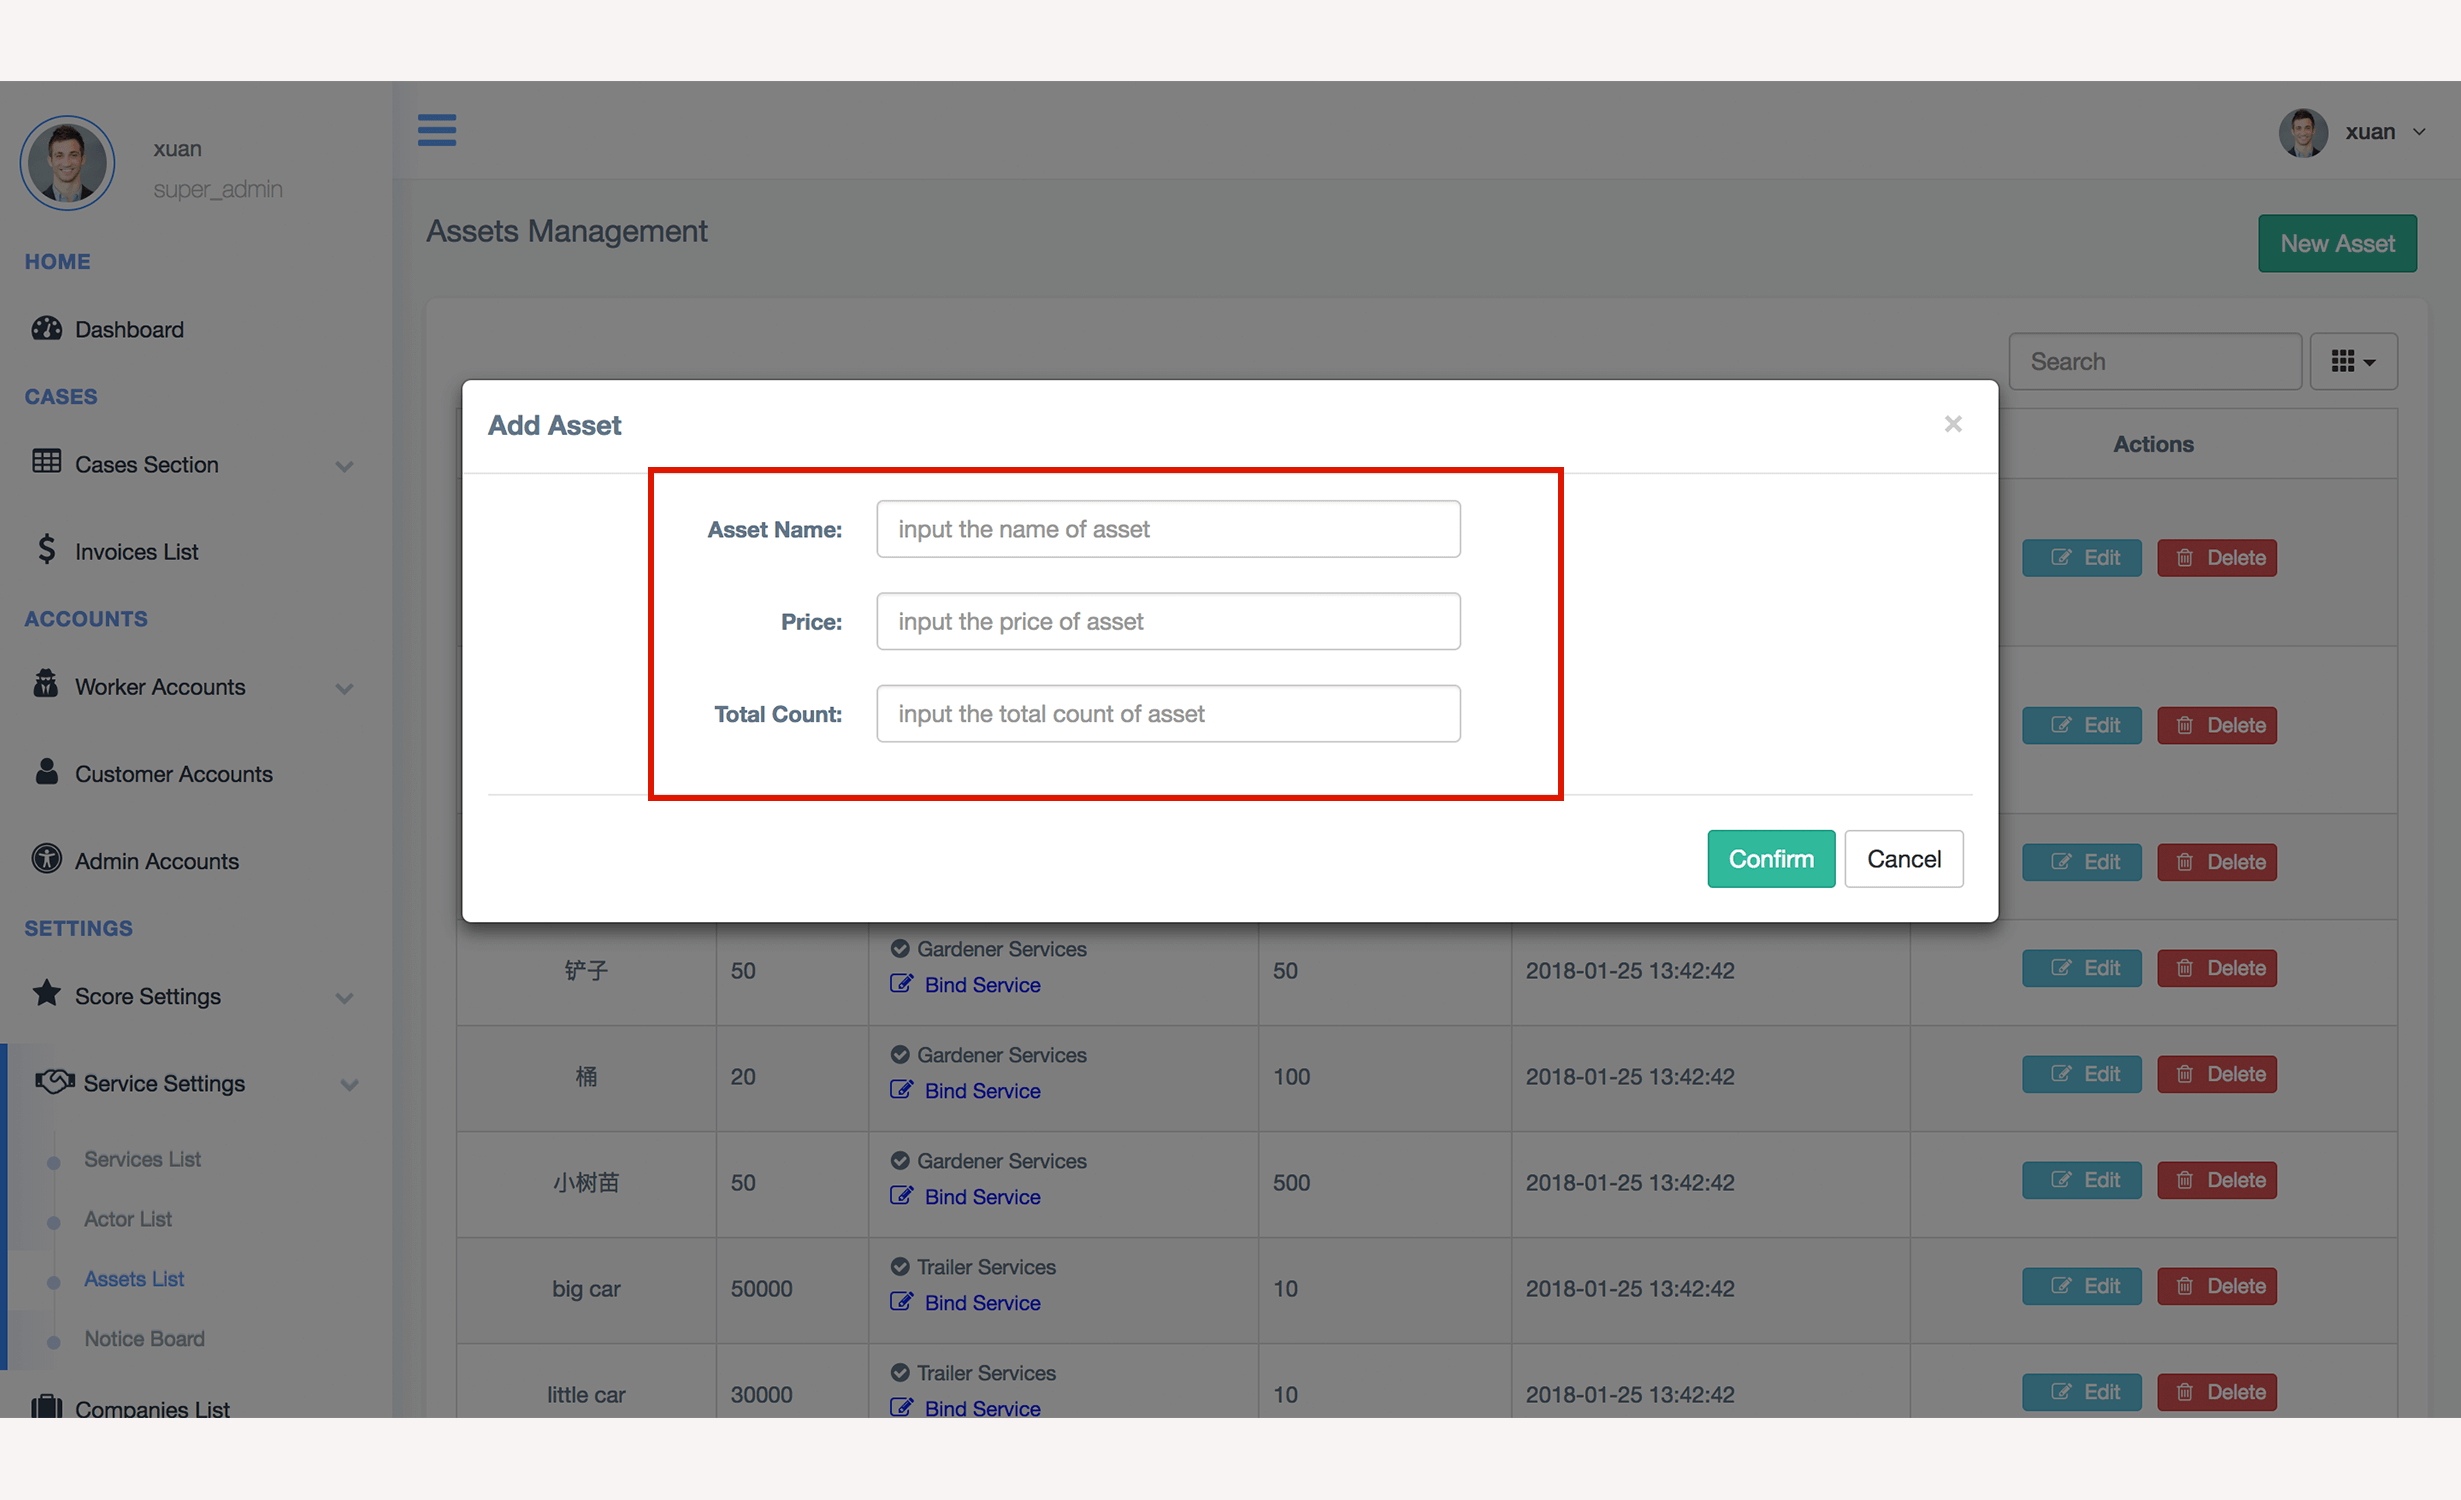 xuan
super_admin
xuan
HOME
Dashboard
CASES
Cases Section
Invoices List
ACCOUNTS
Worker Accounts
Customer Accounts
Admin Accounts
SETTINGS
Score Settings
Service Settings
Services List
Actor List
Assets List
Notice Board
Companies List
Assets Management
New Asset
Search
Actions
Edit Delete
Edit Delete
Edit Delete
Add Asset
×
Asset Name: input the name of asset
Price: input the price of asset
Total Count: input the total count of asset
Confirm Cancel
铲子 50 Gardener Services 50 2018-01-25 13:42:42 Edit Delete
Bind Service
桶 20 Gardener Services 100 2018-01-25 13:42:42 Edit Delete
Bind Service
小树苗 50 Gardener Services 500 2018-01-25 13:42:42 Edit Delete
Bind Service
big car 50000 Trailer Services 10 2018-01-25 13:42:42 Edit Delete
Bind Service
little car 30000 Trailer Services 10 2018-01-25 13:42:42 Edit Delete
Bind Service